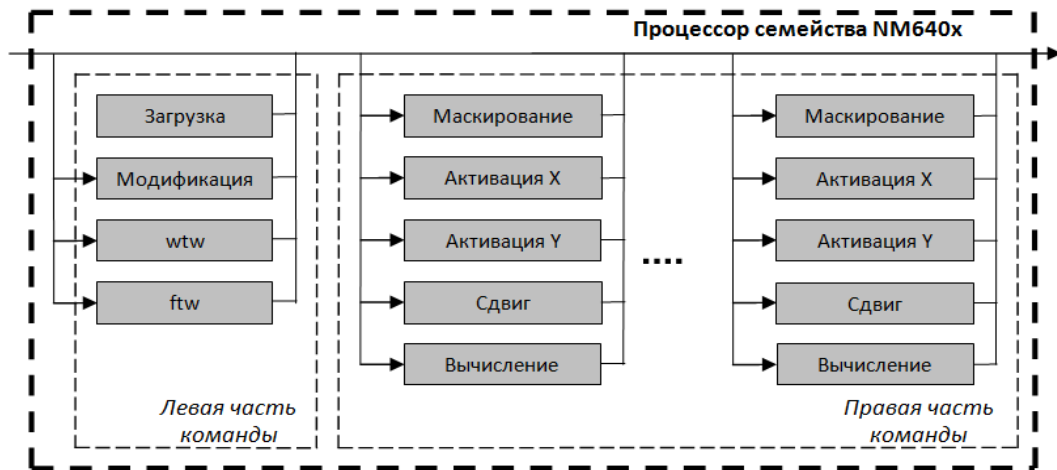 Процессор семейства NM640x
Загрузка
Модификация
wtw
ftw
Левая часть
команды
Маскирование
Активация X
Активация Y
Сдвиг
Вычисление
....
Маскирование
Активация X
Активация Y
Сдвиг
Вычисление
Правая часть
команды